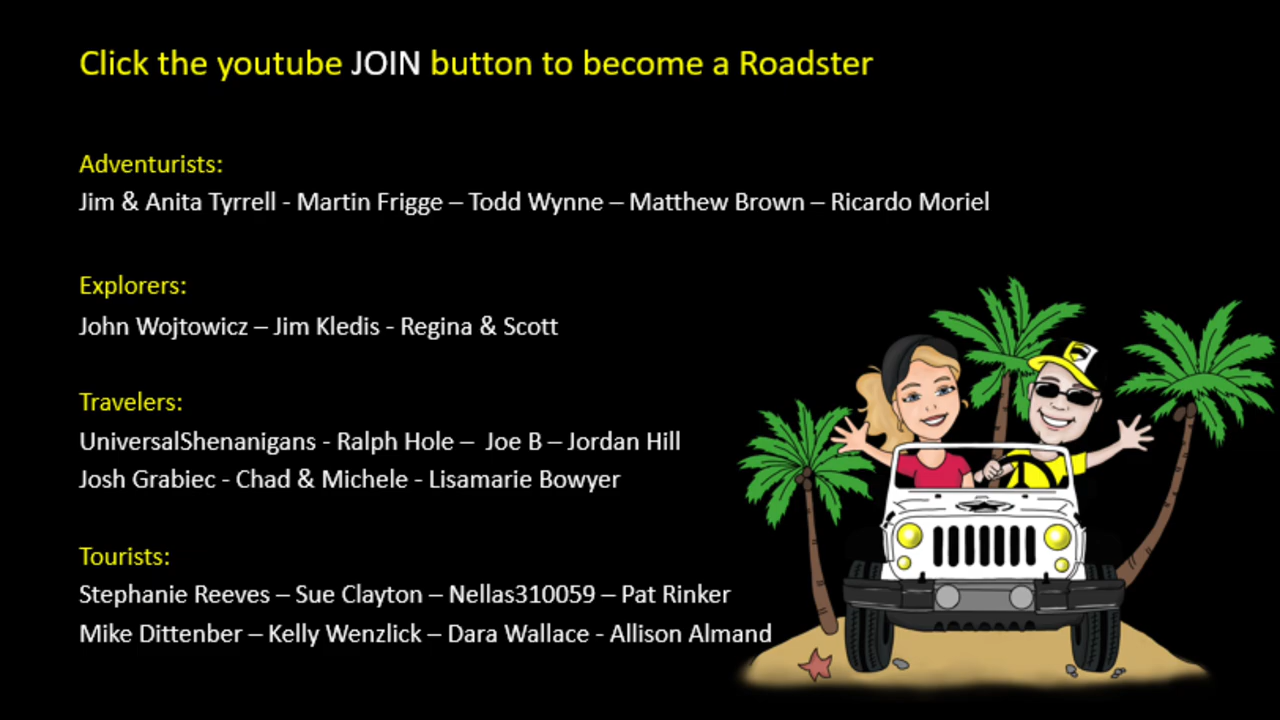 Click the youtube JOIN button to become a Roadster
Adventurists:
Jim & Anita Tyrrell - Martin Frigge – Todd Wynne – Matthew Brown – Ricardo Moriel
Explorers:
John Wojtowicz – Jim Kledis - Regina & Scott
Travelers:
UniversalShenanigans - Ralph Hole –  Joe B – Jordan Hill
Josh Grabiec - Chad & Michele - Lisamarie Bowyer
Tourists:
Stephanie Reeves – Sue Clayton – Nellas310059 – Pat Rinker
Mike Dittenber – Kelly Wenzlick – Dara Wallace - Allison Almand